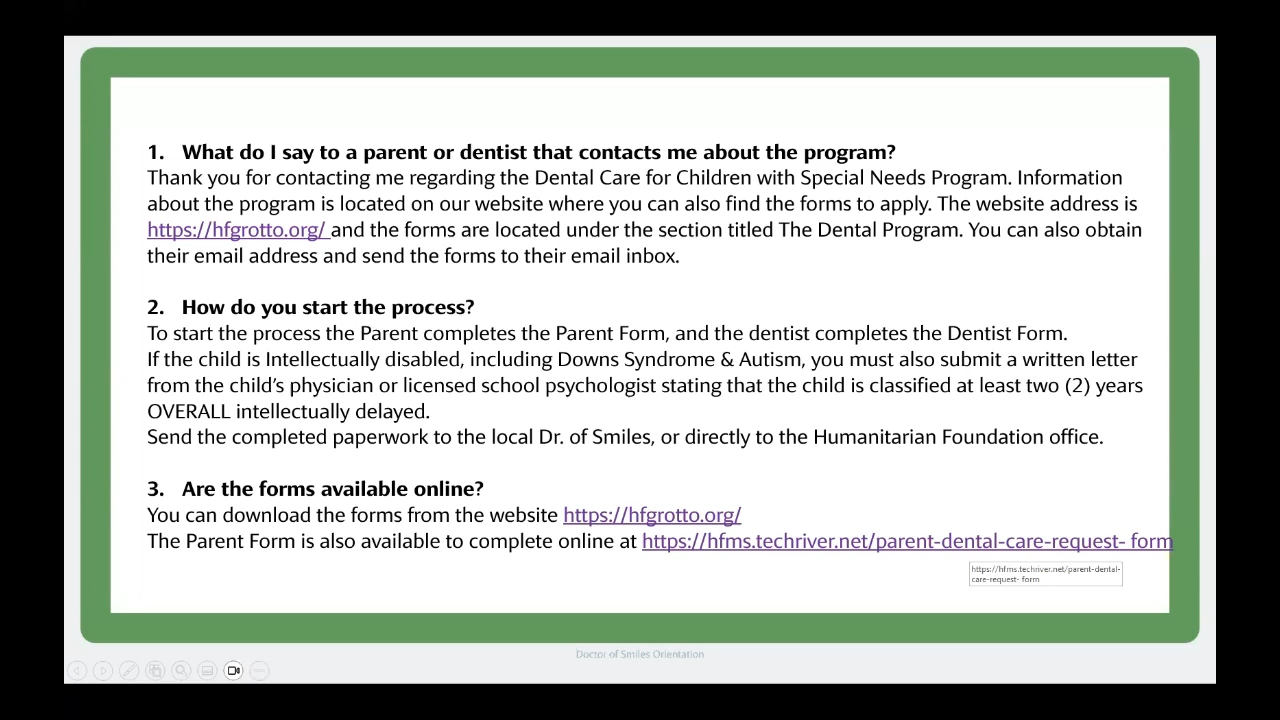 1. What do I say to a parent or dentist that contacts me about the program?
Thank you for contacting me regarding the Dental Care for Children with Special Needs Program. Information
about the program is located on our website where you can also find the forms to apply. The website address is
https://hfgrotto.org/ and the forms are located under the section titled The Dental Program. You can also obtain
their email address and send the forms to their email inbox.
2. How do you start the process?
To start the process the Parent completes the Parent Form, and the dentist completes the Dentist Form.
If the child is Intellectually disabled, including Downs Syndrome & Autism, you must also submit a written letter
from the child’s physician or licensed school psychologist stating that the child is classified at least two (2) years
OVERALL intellectually delayed.
Send the completed paperwork to the local Dr. of Smiles, or directly to the Humanitarian Foundation office.
3. Are the forms available online?
You can download the forms from the website https://hfgrotto.org/
The Parent Form is also available to complete online at https://hfms.techriver.net/parent-dental-care-request- form
https://hfms.techriver.net/parent-dental-
care-request- form
Doctor of Smiles Orientation